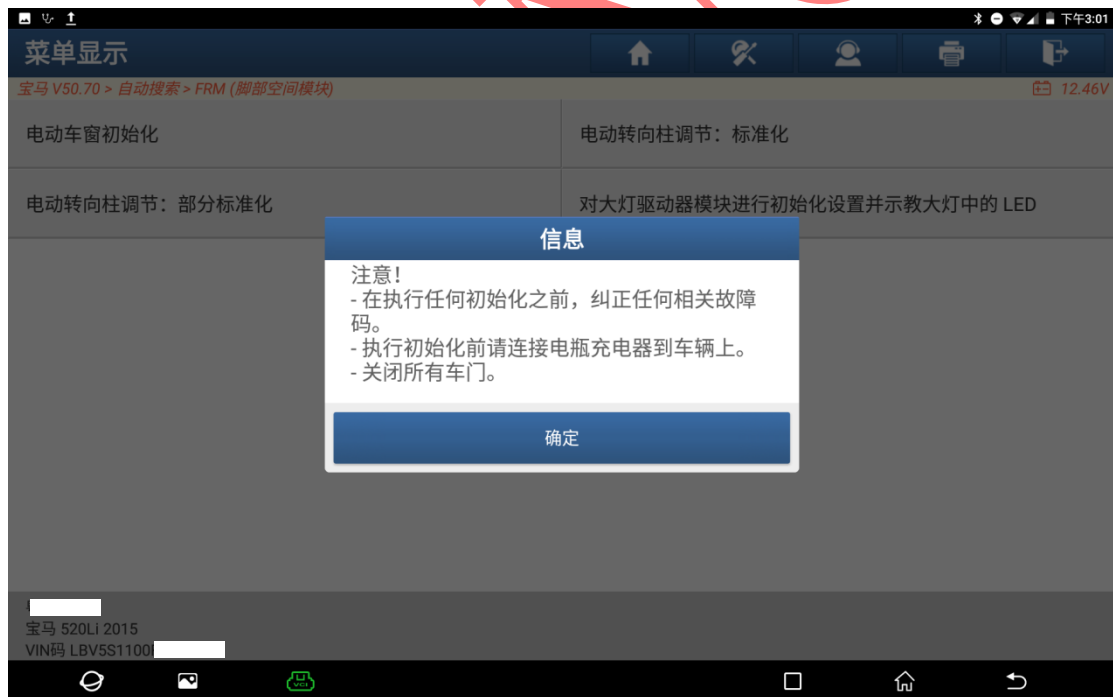 下午3:01
菜单显示
宝马 V50.70 > 自动搜索 > FRM (脚部空间模块)
12.46V
电动车窗初始化
电动转向柱调节：标准化
电动转向柱调节：部分标准化
对大灯驱动器模块进行初始化设置并示教大灯中的 LED
信息
注意！
- 在执行任何初始化之前，纠正任何相关故障
码。
- 执行初始化前请连接电瓶充电器到车辆上。
- 关闭所有车门。
确定
宝马 520Li 2015
VIN码 LBV5S1100
VCI